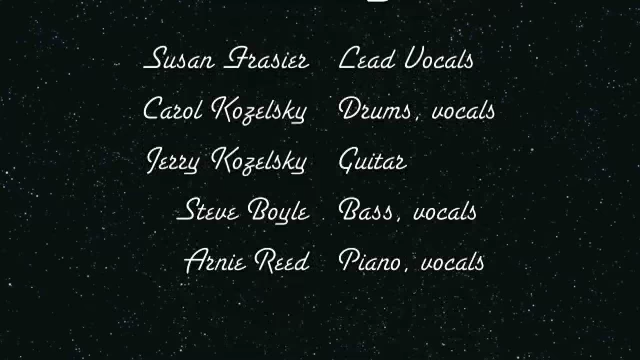 Susan Frasier Lead Vocals
Carol Kozelsky Drums, vocals
Jerry Kozelsky Guitar
Steve Boyle Bass, vocals
Arnie Reed Piano, vocals